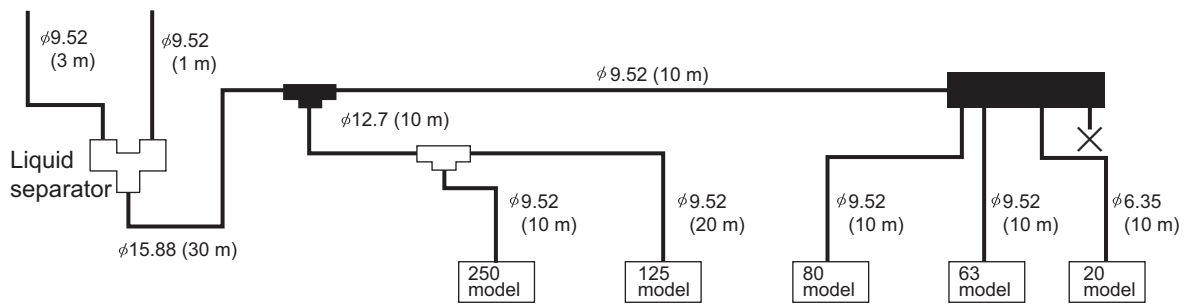 φ9.52
(3 m)
φ9.52
(1 m)
φ9.52 (10 m)
φ12.7 (10 m)
Liquid
separator
φ15.88 (30 m)
φ9.52
(10 m)
φ9.52
(20 m)
φ9.52
(10 m)
φ9.52
(10 m)
φ6.35
(10 m)
250
model
125
model
80
model
63
model
20
model